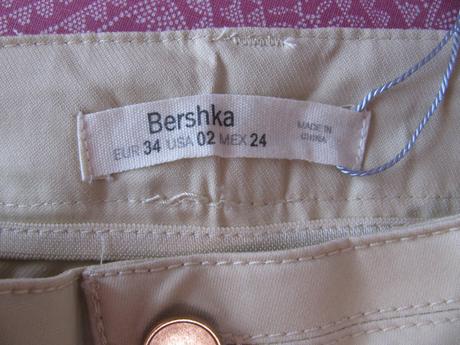 Bershka
EUR 34 USA 02 MEX 24
MADE IN
CHINA